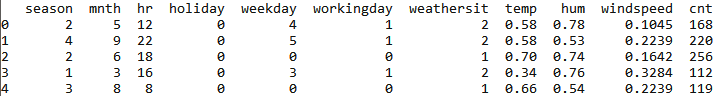 season mnth hr holiday weekday workingday weathersit temp hum windspeed cnt
0 2 5 12 0 4 1 2 0.58 0.78 0.1045 168
1 4 9 22 0 5 1 2 0.58 0.53 0.2239 220
2 2 6 18 0 0 0 1 0.70 0.74 0.1642 256
3 1 3 16 0 3 1 2 0.34 0.76 0.3284 112
4 3 8 8 0 0 0 1 0.66 0.54 0.2239 119